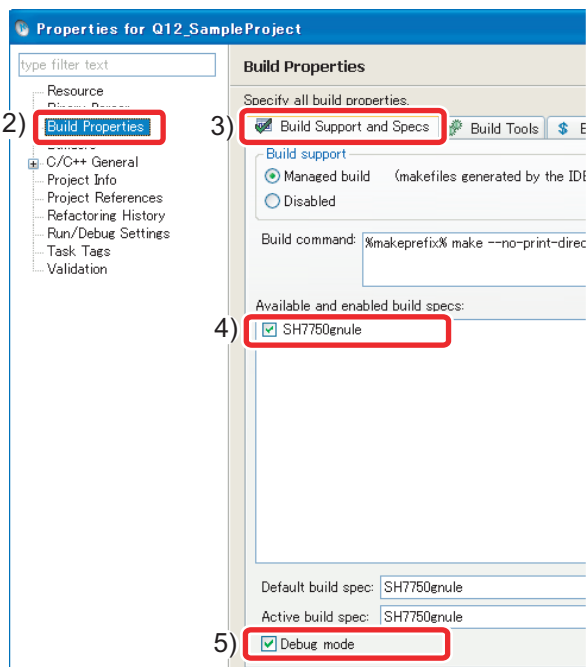 Properties for Q12_SampleProject
type filter text
Resource
Binary Parser
2) Build Properties
Builders
C/C++ General
Project Info
Project References
Refactoring History
Run/Debug Settings
Task Tags
Validation
Build Properties
Specify all build properties.
3) Build Support and Specs
Build Tools
Build support
Managed build (makefiles generated by the IDE
Disabled
Build command: %makeprefix% make --no-print-direc
Available and enabled build specs:
4) SH7750gnule
Default build spec: SH7750gnule
Active build spec: SH7750gnule
5) Debug mode